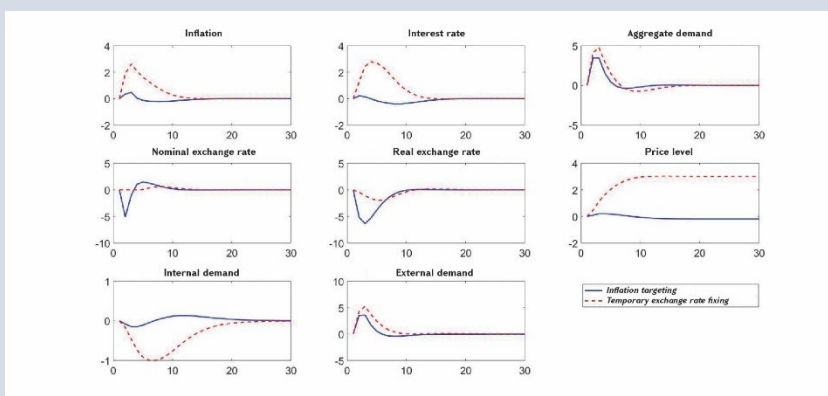 Inflation
4
2
0
-2
0 10 20 30
Interest rate
4
2
0
-2
0 10 20 30
Aggregate demand
5
0
-5
0 10 20 30
Nominal exchange rate
5
0
-5
-10
0 10 20 30
Real exchange rate
5
0
-5
-10
0 10 20 30
Price level
4
2
0
-2
0 10 20 30
Internal demand
1
0
-1
0 10 20 30
External demand
10
5
0
-5
0 10 20 30
Inflation targeting
Temporary exchange rate fixing